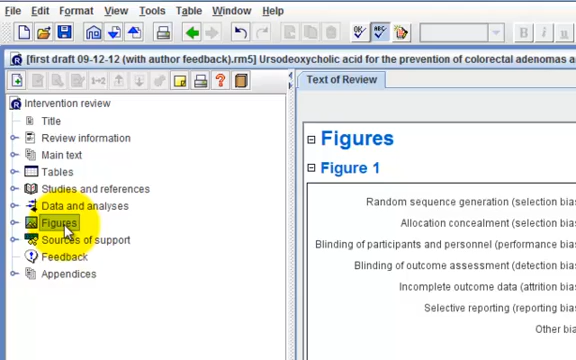 File Edit Format View Tools Table Window Help
ABC
B i
[first draft 09-12-12 (with author feedback).rm5] Ursodeoxycholic acid for the prevention of colorectal adenomas
1→2
?
Text of Review
Intervention review
Title
Review information
Main text
Tables
Studies and references
Data and analyses
Figures
Sources of support
Feedback
Appendices
Figures
Figure 1
Random sequence generation (selection bias
Allocation concealment (selection bias
Blinding of participants and personnel (performance bias
Blinding of outcome assessment (detection bias
Incomplete outcome data (attrition bias
Selective reporting (reporting bias
Other bias